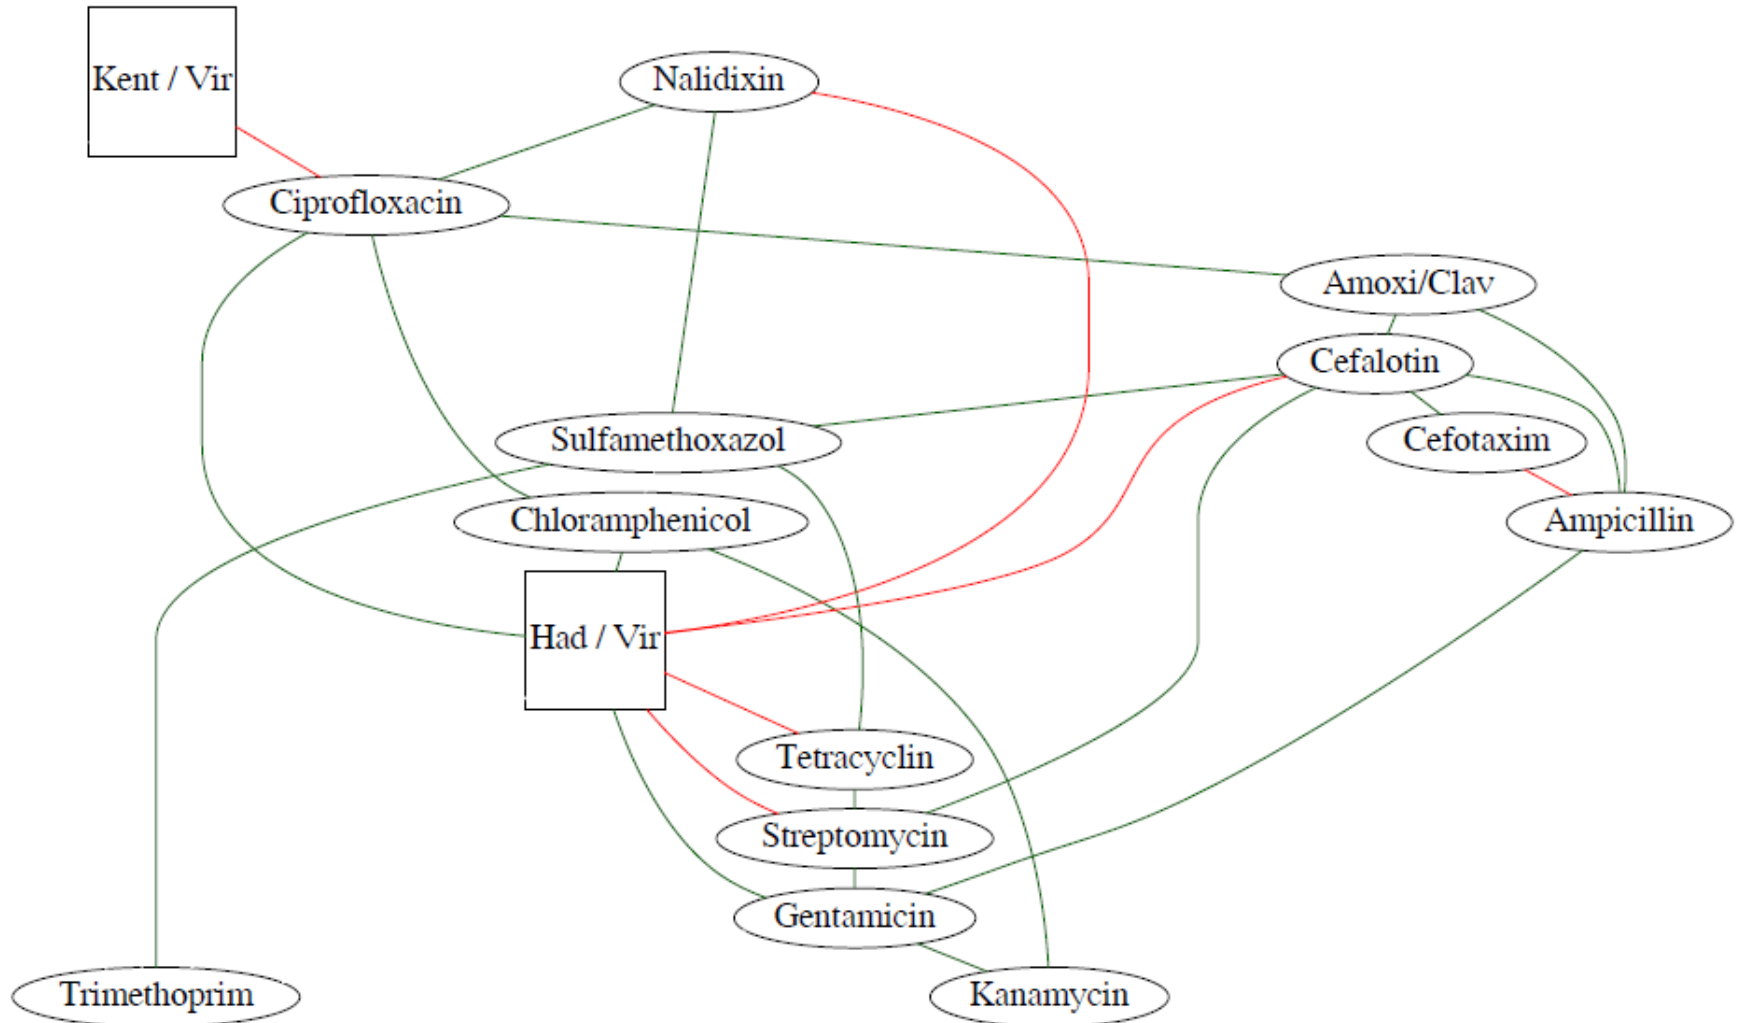 Kent / Vir
Nalidixin
Ciprofloxacin
Amoxi/Clav
Cefalotin
Sulfamethoxazol
Cefotaxim
Chloramphenicol
Ampicillin
Had / Vir
Tetracyclin
Streptomycin
Gentamicin
Trimethoprim
Kanamycin